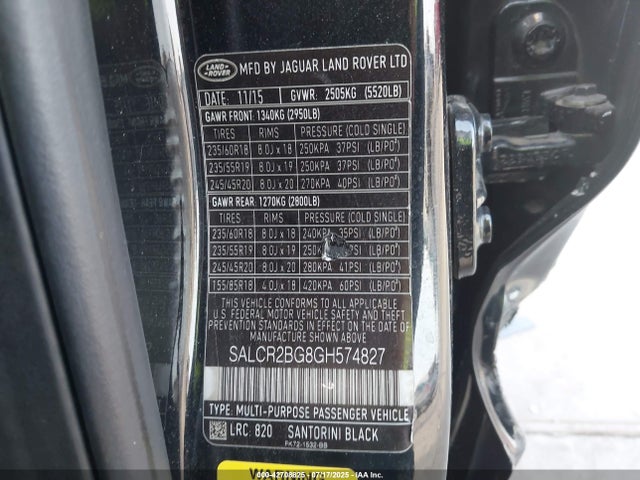 LAND ROVER MFD BY JAGUAR LAND ROVER LTD
DATE: 11/15 GVWR: 2505KG (5520LB)
GAWR FRONT: 1340KG (2950LB)
TIRES RIMS PRESSURE (COLD SINGLE)
235/60R18 8.0J x 18 250KPA 37PSI (LB/PO²)
235/55R19 8.0J x 19 250KPA 37PSI (LB/PO²)
245/45R20 8.0J x 20 270KPA 40PSI (LB/PO²)
GAWR REAR: 1270KG (2800LB)
TIRES RIMS PRESSURE (COLD SINGLE)
235/60R18 8.0J x 18 240KPA 35PSI (LB/PO²)
235/55R19 8.0J x 19 250K PSI (LB/PO²)
245/45R20 8.0J x 20 280KPA 41PSI (LB/PO²)
155/85R18 4.0J x 18 420KPA 60PSI (LB/PO²)
THIS VEHICLE CONFORMS TO ALL APPLICABLE
U.S FEDERAL MOTOR VEHICLE SAFETY AND
THEFT PREVENTION STANDARDS IN EFFECT ON
THE DATE OF MANUFACTURE SHOWN ABOVE
SALCR2BG8GH574827
TYPE: MULTI-PURPOSE PASSENGER VEHICLE
LRC: 820 SANTORINI BLACK
FK72-1532-BB
000-42708826 - 07/17/2025 - IAA Inc.